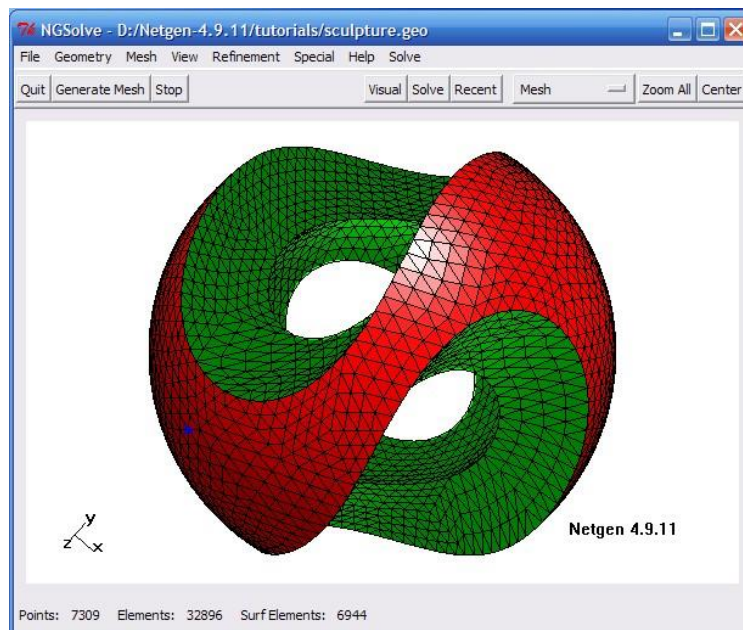 NGSolve - D:/Netgen-4.9.11/tutorials/sculpture.geo
File Geometry Mesh View Refinement Special Help Solve
Quit Generate Mesh Stop Visual Solve Recent Mesh Zoom All Center
y
z x
Netgen 4.9.11
Points: 7309 Elements: 32896 Surf Elements: 6944